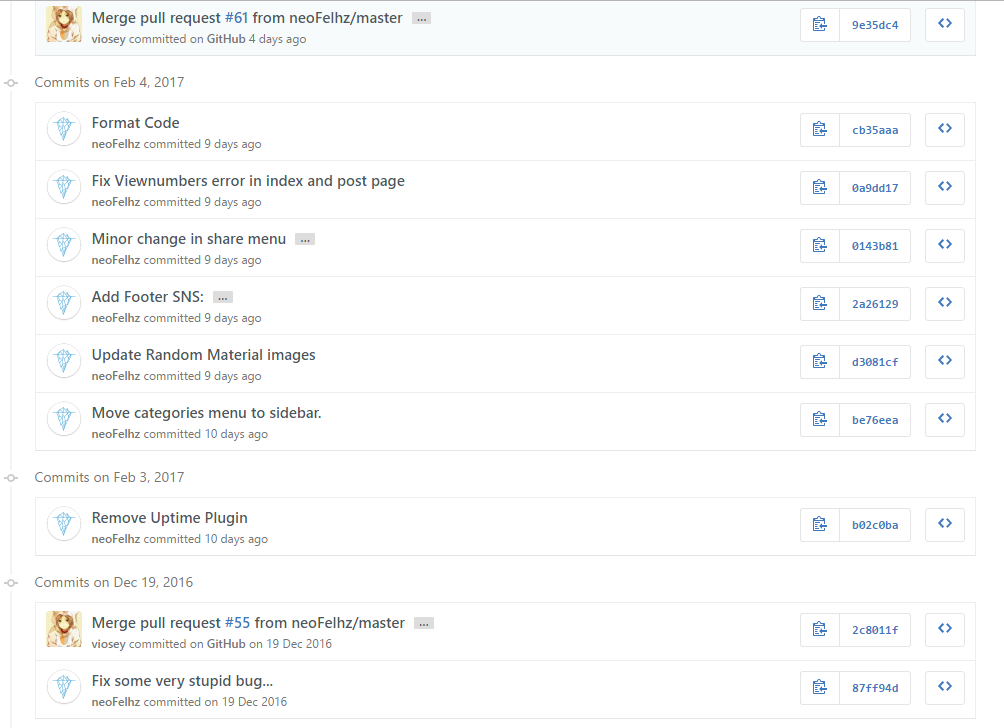 Merge pull request #61 from neoFelhz/master …
viosey committed on GitHub 4 days ago
9e35dc4
Commits on Feb 4, 2017
Format Code
neoFelhz committed 9 days ago
cb35aaa
Fix Viewnumbers error in index and post page
neoFelhz committed 9 days ago
0a9dd17
Minor change in share menu …
neoFelhz committed 9 days ago
0143b81
Add Footer SNS: …
neoFelhz committed 9 days ago
2a26129
Update Random Material images
neoFelhz committed 9 days ago
d3081cf
Move categories menu to sidebar.
neoFelhz committed 10 days ago
be76eea
Commits on Feb 3, 2017
Remove Uptime Plugin
neoFelhz committed 10 days ago
b02c0ba
Commits on Dec 19, 2016
Merge pull request #55 from neoFelhz/master …
viosey committed on GitHub on 19 Dec 2016
2c8011f
Fix some very stupid bug...
neoFelhz committed on 19 Dec 2016
87ff94d